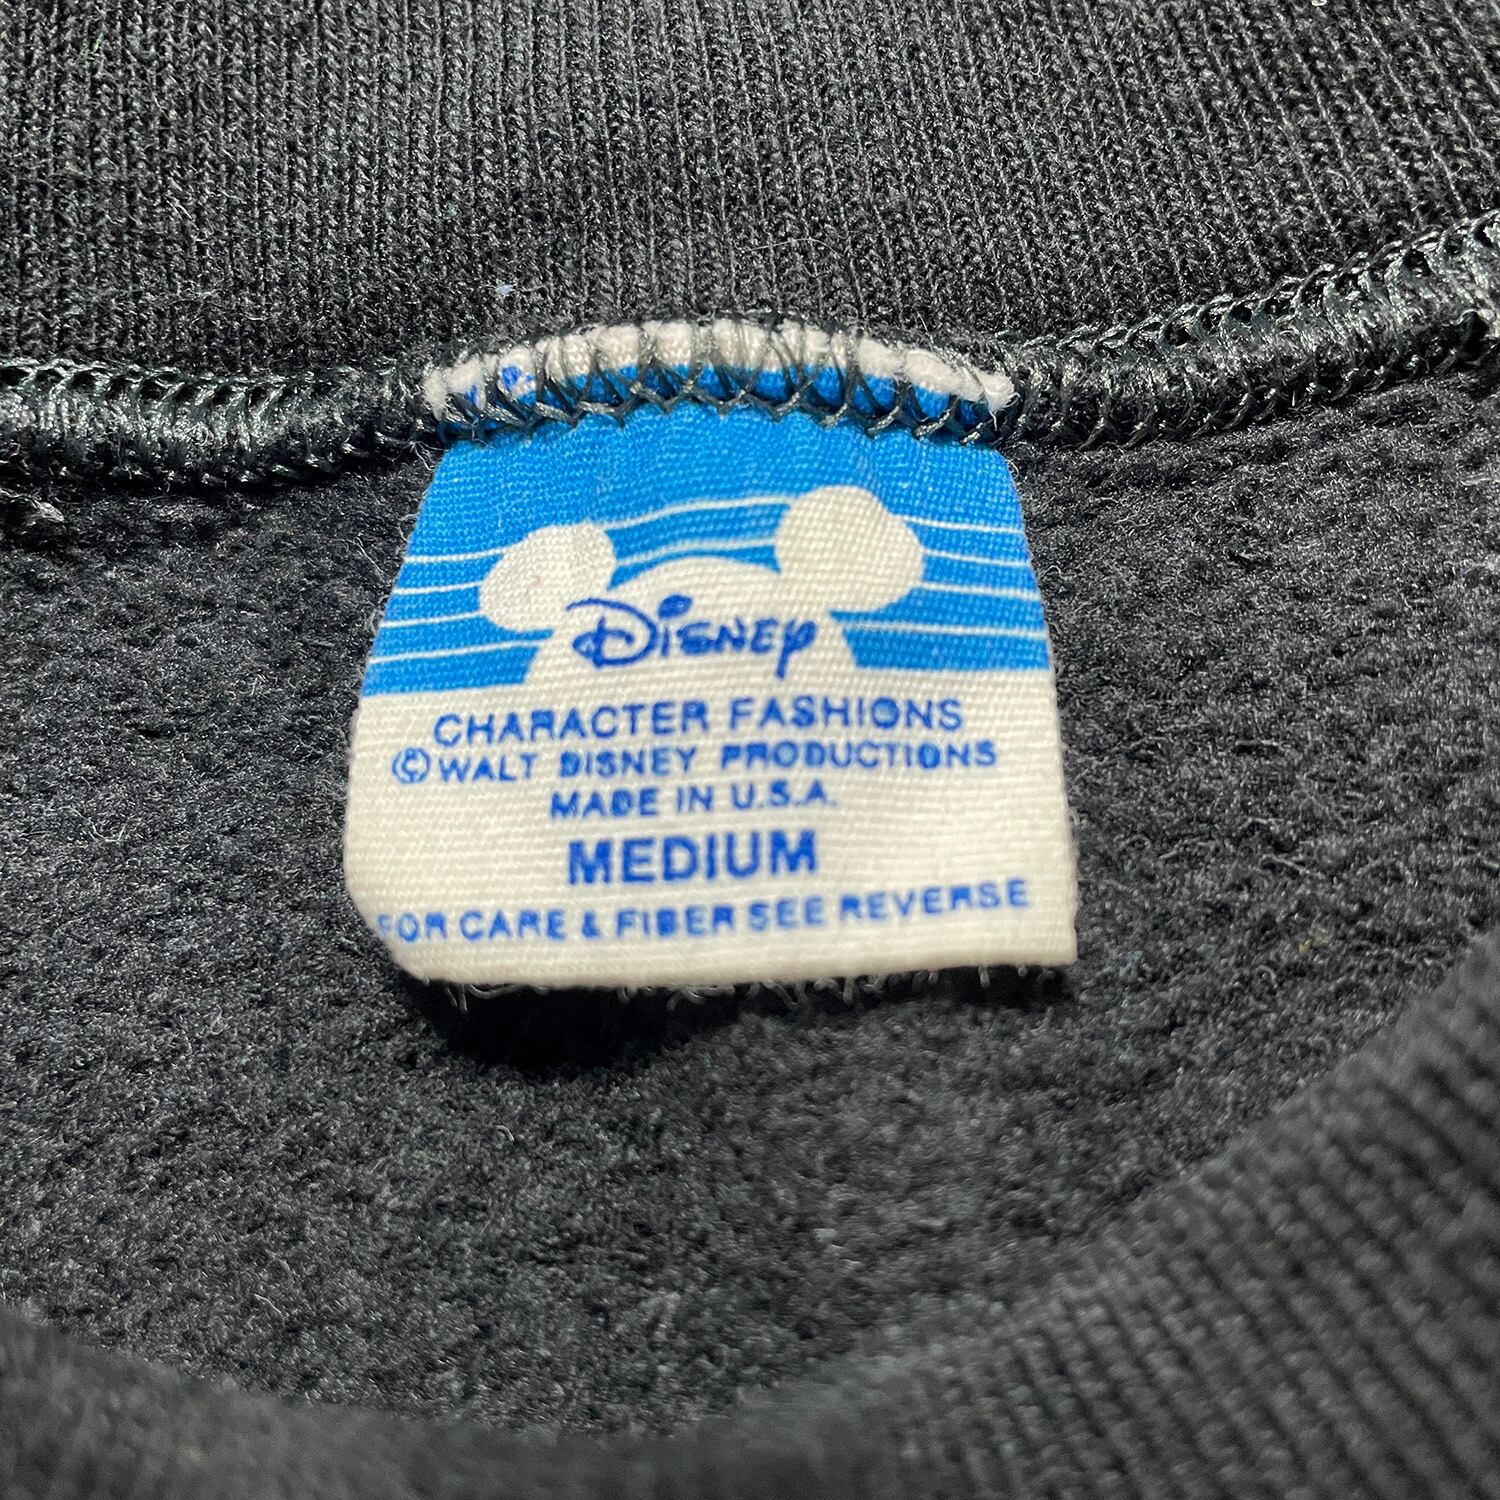 Disney
CHARACTER FASHIONS
© WALT DISNEY PRODUCTIONS
MADE IN U.S.A.
MEDIUM
FOR CARE & FIBER SEE REVERSE